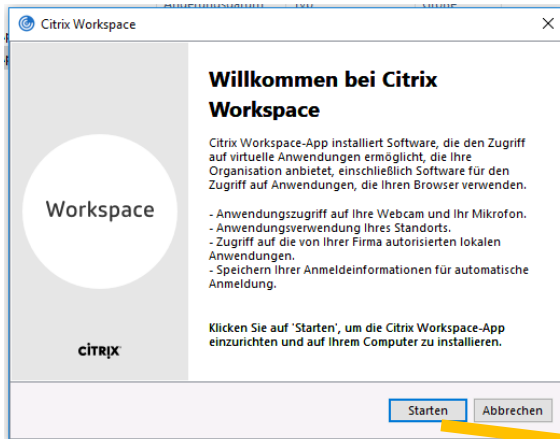 Änderungsdatum Typ Größe
Citrix Workspace
Willkommen bei Citrix
Workspace
Citrix Workspace-App installiert Software, die den Zugriff
auf virtuelle Anwendungen ermöglicht, die Ihre
Organisation anbietet, einschließlich Software für den
Zugriff auf Anwendungen, die Ihren Browser verwenden.
- Anwendungszugriff auf Ihre Webcam und Ihr Mikrofon.
- Anwendungsverwendung Ihres Standorts.
- Zugriff auf die von Ihrer Firma autorisierten lokalen
Anwendungen.
- Speichern Ihrer Anmeldeinformationen für automatische
Anmeldung.
Klicken Sie auf 'Starten', um die Citrix Workspace-App
einzurichten und auf Ihrem Computer zu installieren.
Workspace
CITRIX
Starten Abbrechen